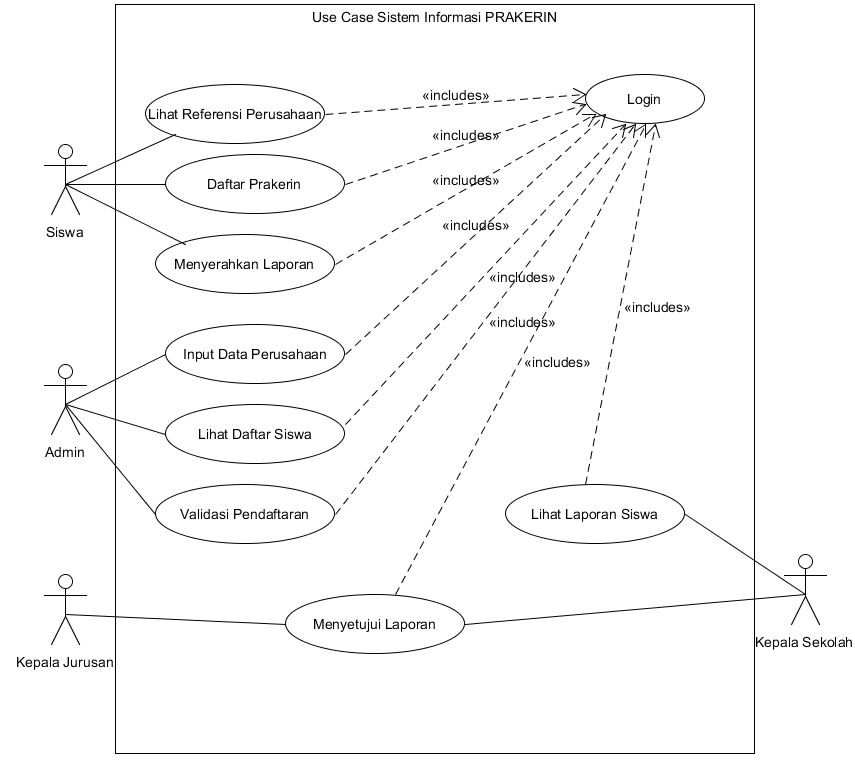 Use Case Sistem Informasi PRAKERIN
Login
Lihat Referensi Perusahaan
«includes»
Daftar Prakerin
«includes»
Siswa
Menyerahkan Laporan
«includes»
«includes»
Input Data Perusahaan
«includes»
«includes»
«includes»
«includes»
Admin
Lihat Daftar Siswa
Validasi Pendaftaran
Lihat Laporan Siswa
Kepala Jurusan
Menyetujui Laporan
Kepala Sekolah